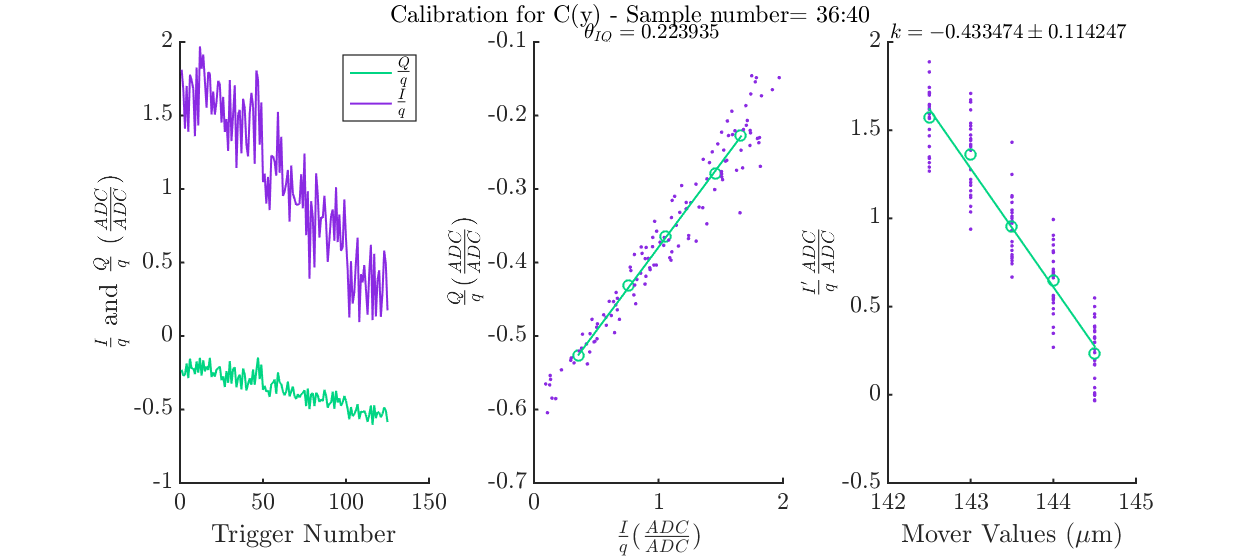 Calibration for C(y) - Sample number= 36:40
θ_IQ = 0.223935
k = −0.433474 ± 0.114247
2
1.5
1
0.5
0
-0.5
-1
0 50 100 150
Trigger Number
I/q and Q/q (ADC/ADC)
Q/q
I/q
-0.1
-0.2
-0.3
-0.4
-0.5
-0.6
-0.7
0 1 2
I/q (ADC/ADC)
Q/q (ADC/ADC)
2
1.5
1
0.5
0
-0.5
142 143 144 145
Mover Values (μm)
I'/q ADC/ADC